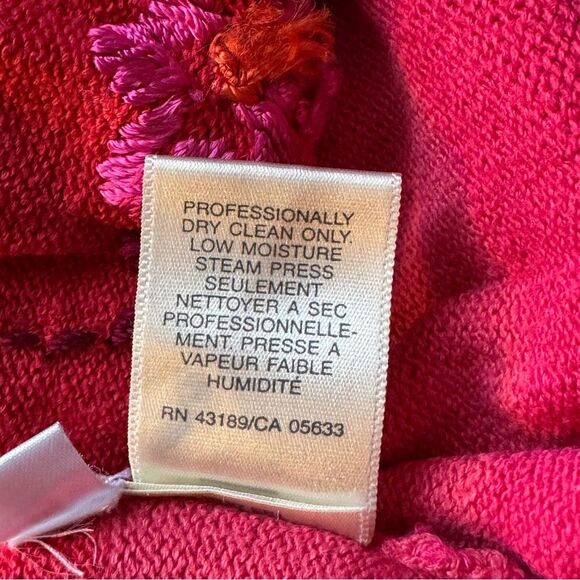 PROFESSIONALLY
DRY CLEAN ONLY.
LOW MOISTURE
STEAM PRESS
SEULEMENT
NETTOYER A SEC
PROFESSIONNELLE-
MENT. PRESSE A
VAPEUR FAIBLE
HUMIDITÉ
RN 43189/CA 05633